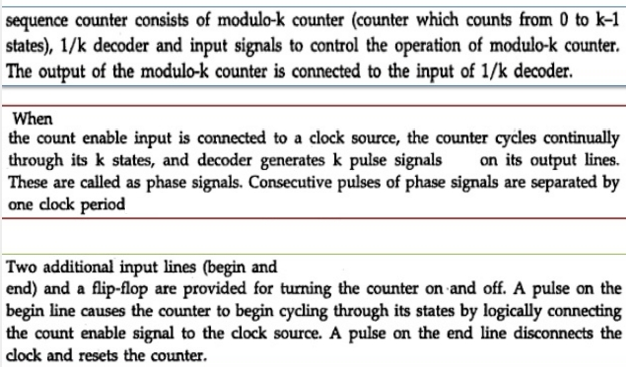 sequence counter consists of modulo-k counter (counter which counts from 0 to k–1
states), 1/k decoder and input signals to control the operation of modulo-k counter.
The output of the modulo-k counter is connected to the input of 1/k decoder.
When
the count enable input is connected to a clock source, the counter cycles continually
through its k states, and decoder generates k pulse signals on its output lines.
These are called as phase signals. Consecutive pulses of phase signals are separated by
one clock period
Two additional input lines (begin and
end) and a flip-flop are provided for turning the counter on and off. A pulse on the
begin line causes the counter to begin cycling through its states by logically connecting
the count enable signal to the clock source. A pulse on the end line disconnects the
clock and resets the counter.